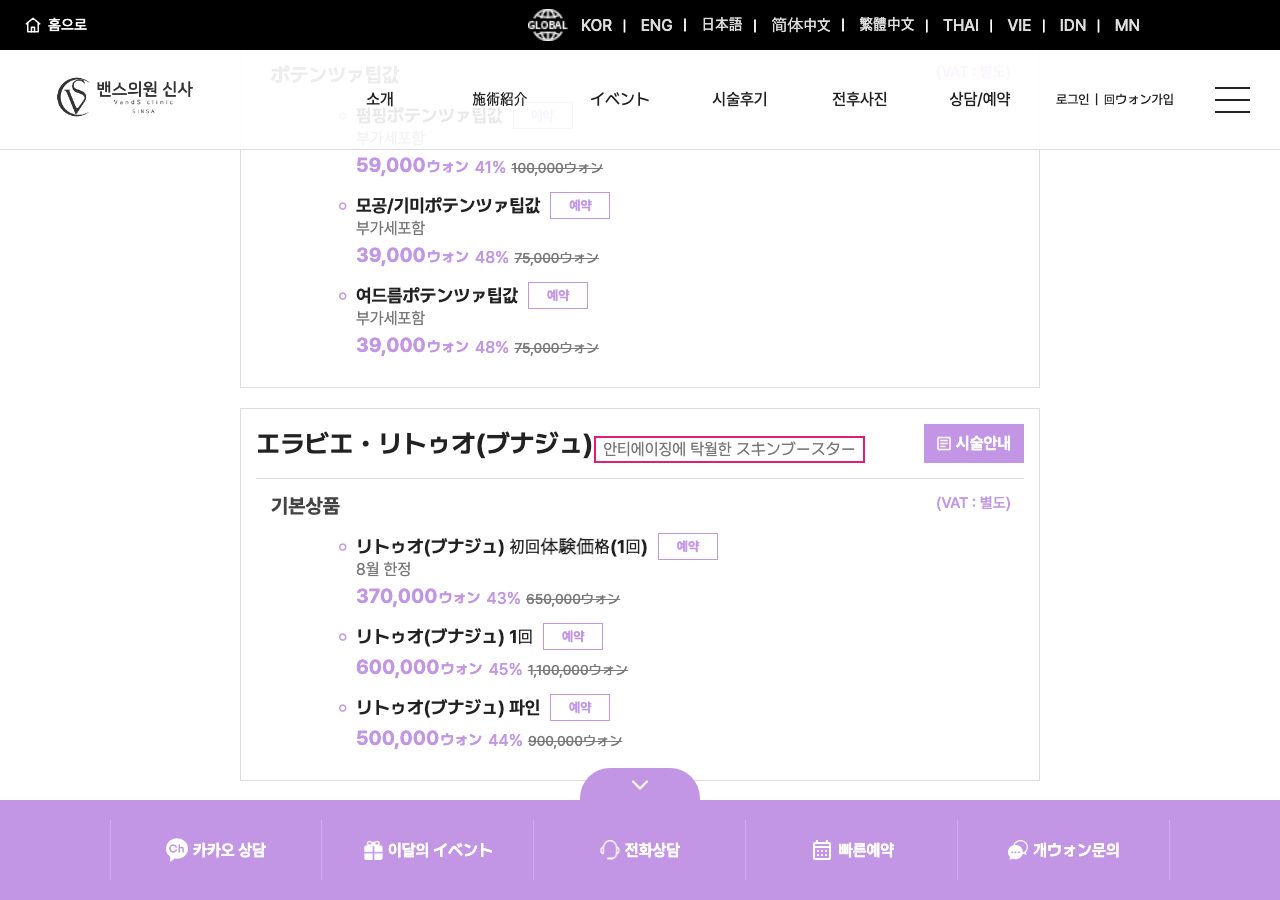 홈으로
GLOBAL KOR | ENG | 日本語 | 简体中文 | 繁體中文 | THAI | VIE | IDN | MN
포텐ツァ팁값 (VAT : 별도)
밴스의원 신사
VandS clinic
SINSA
소개 施術紹介 イベント 시술후기 전후사진 상담/예약 로그인 | 回ウォン가입
펌핑ポテンツァ팁값 예약
부가세포함
59,000ウォン 41% 100,000ウォン
모공/기미ポテンツァ팁값 예약
부가세포함
39,000ウォン 48% 75,000ウォン
여드름ポテンツァ팁값 예약
부가세포함
39,000ウォン 48% 75,000ウォン
エラビエ・リトゥオ(ブナジュ) 안티에이징에 탁월한 スキンブースター 시술안내
기본상품 (VAT : 別도)
リトゥオ(ブナジュ) 初回体験価格(1回) 예약
8월 한정
370,000ウォン 43% 650,000ウォン
リトゥオ(ブナジュ) 1回 예약
600,000ウォン 45% 1,100,000ウォン
リトゥオ(ブナジュ) 파인 예약
500,000ウォン 44% 900,000ウォン
Ch 카카오 상담 이달의 イベント 전화상담 빠른예약 개ウォン문의